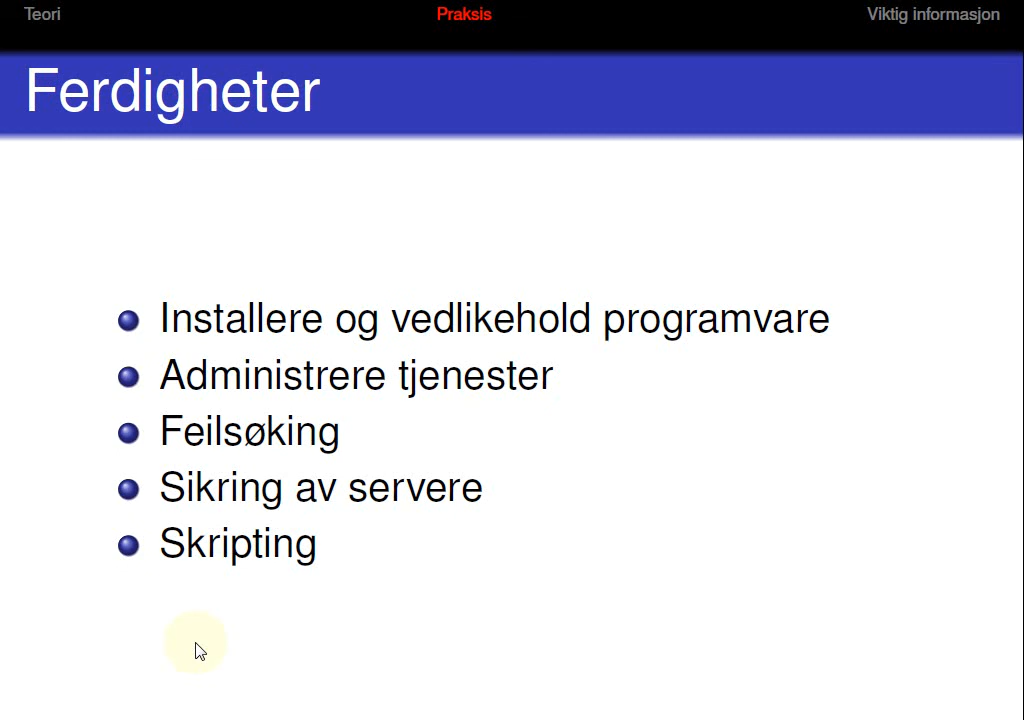 Teori Praksis Viktig informasjon
Ferdigheter
Installere og vedlikehold programvare
Administrere tjenester
Feilsøking
Sikring av servere
Skripting